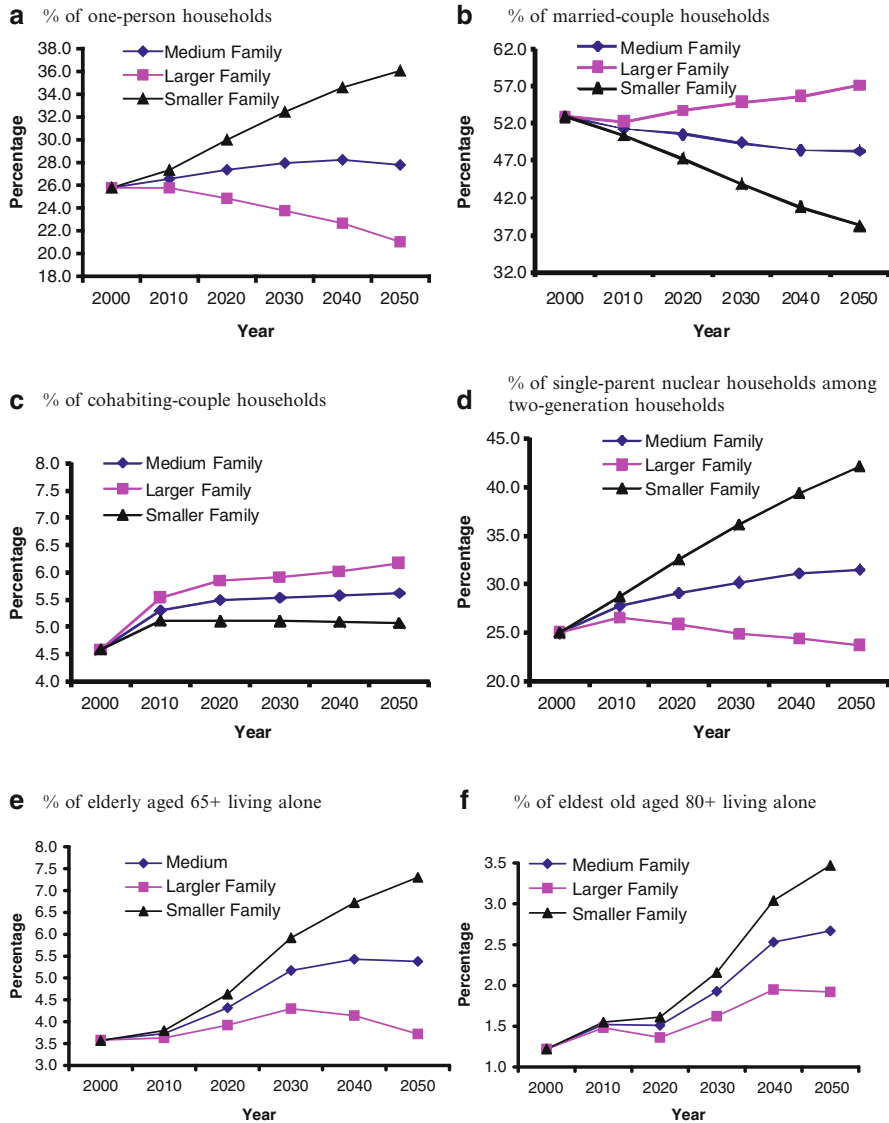 a % of one-person households
38.0
36.0
34.0
32.0
30.0
28.0
26.0
24.0
22.0
20.0
18.0
Percentage
Medium Family
Larger Family
Smaller Family
2000 2010 2020 2030 2040 2050
Year
b % of married-couple households
62.0
57.0
52.0
47.0
42.0
37.0
32.0
Percentage
Medium Family
Larger Family
Smaller Family
2000 2010 2020 2030 2040 2050
Year
c % of cohabiting-couple households
8.0
7.5
7.0
6.5
6.0
5.5
5.0
4.5
4.0
Percentage
Medium Family
Larger Family
Smaller Family
2000 2010 2020 2030 2040 2050
Year
d % of single-parent nuclear households among
two-generation households
45.0
40.0
35.0
30.0
25.0
20.0
Percentage
Medium Family
Larger Family
Smaller Family
2000 2010 2020 2030 2040 2050
Year
e % of elderly aged 65+ living alone
8.0
7.5
7.0
6.5
6.0
5.5
5.0
4.5
4.0
3.5
3.0
Percentage
Medium
Largler Family
Smaller Family
2000 2010 2020 2030 2040 2050
Year
f % of eldest old aged 80+ living alone
3.5
3.0
2.5
2.0
1.5
1.0
Percentage
Medium Family
Larger Family
Smaller Family
2000 2010 2020 2030 2040 2050
Year